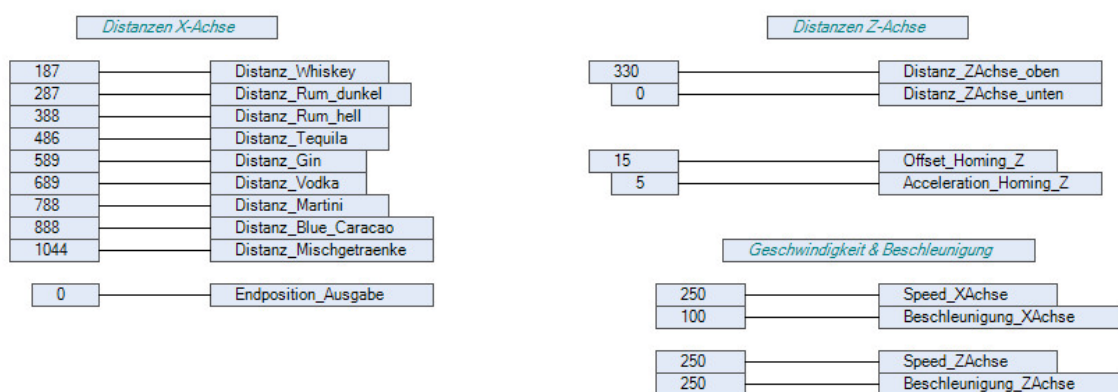 Distanzen X-Achse
187 Distanz_Whiskey
287 Distanz_Rum_dunkel
388 Distanz_Rum_hell
486 Distanz_Tequila
589 Distanz_Gin
689 Distanz_Vodka
788 Distanz_Martini
888 Distanz_Blue_Caracao
1044 Distanz_Mischgetraenke
0 Endposition_Ausgabe
Distanzen Z-Achse
330 Distanz_ZAchse_oben
0 Distanz_ZAchse_unten
15 Offset_Homing_Z
5 Acceleration_Homing_Z
Geschwindigkeit & Beschleunigung
250 Speed_XAchse
100 Beschleunigung_XAchse
250 Speed_ZAchse
250 Beschleunigung_ZAchse